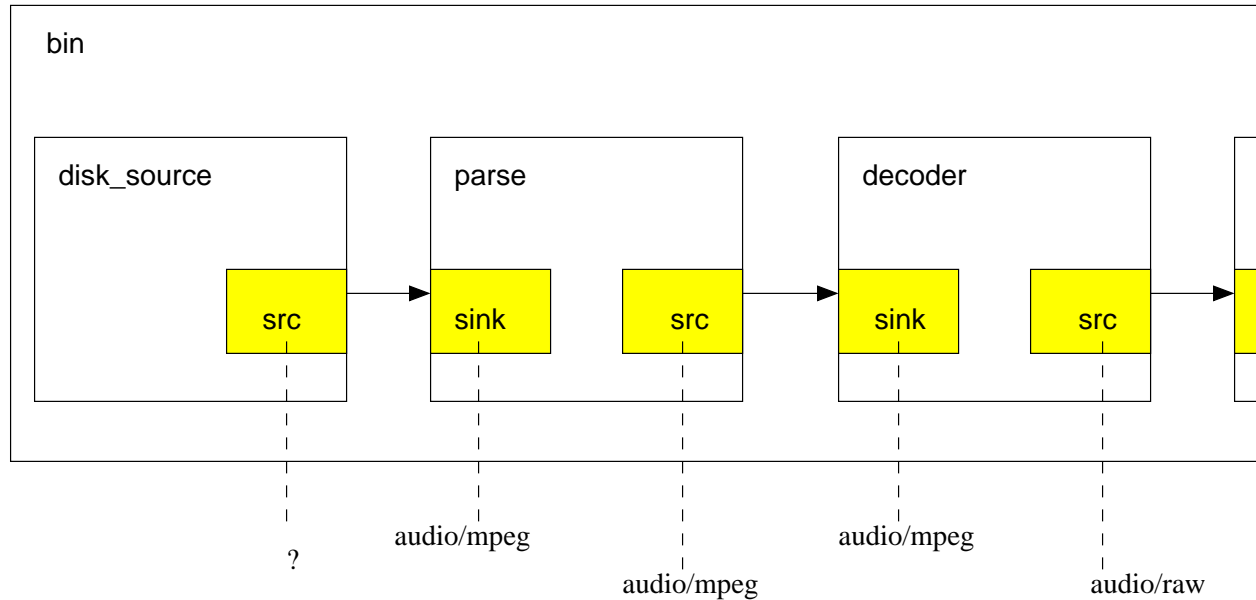 bin
disk_source
parse
decoder
src
sink
src
sink
src
?
audio/mpeg
audio/mpeg
audio/mpeg
audio/raw